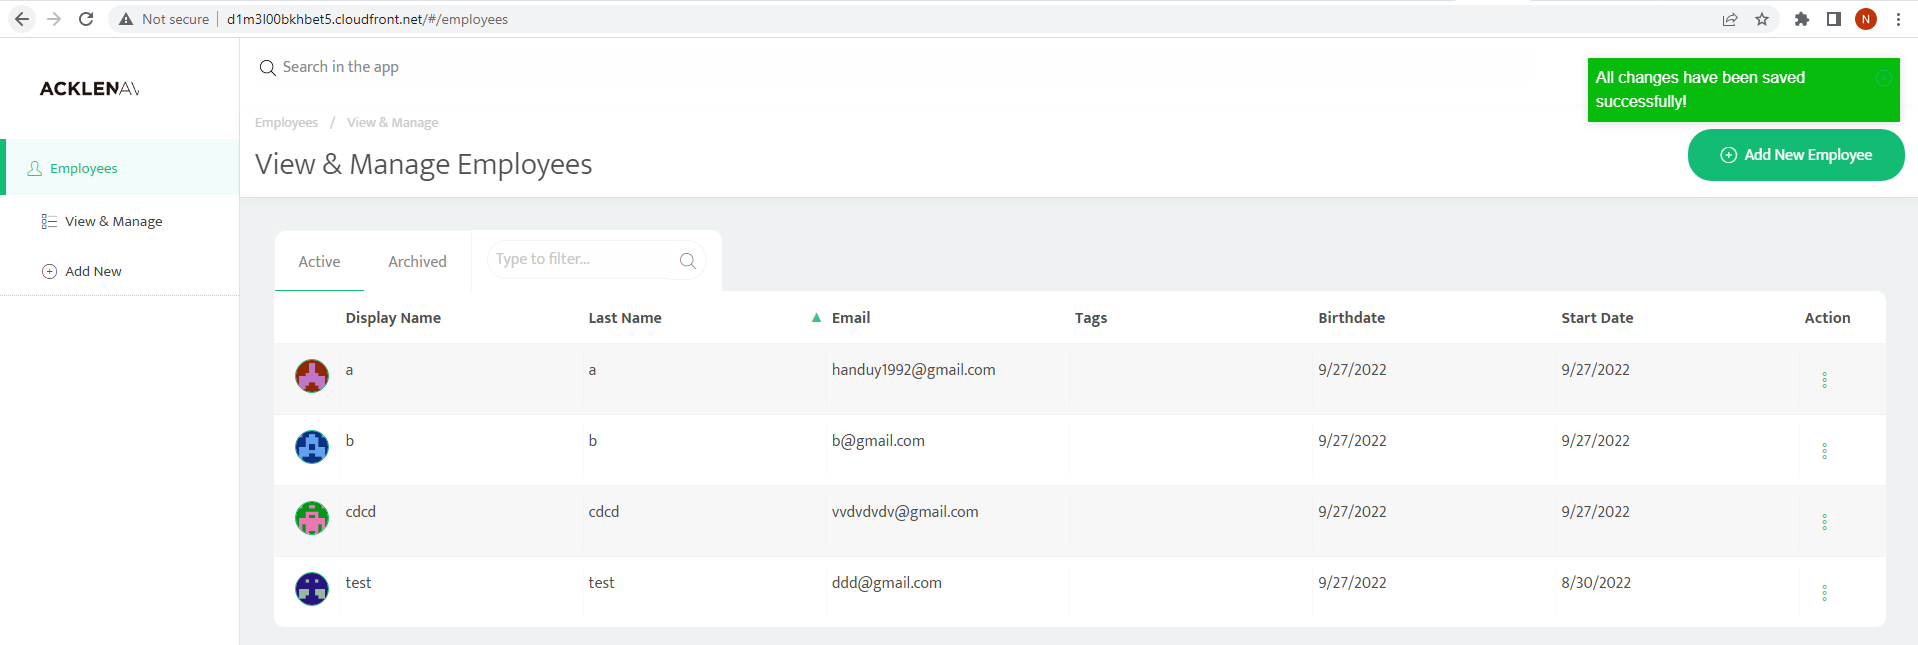 Not secure | d1m3l00bkhbet5.cloudfront.net/#/employees
N
ACKLENAV
Search in the app
All changes have been saved
successfully!
Employees / View & Manage
View & Manage Employees
Add New Employee
Employees
View & Manage
Add New
Active Archived Type to filter...
Display Name Last Name Email Tags Birthdate Start Date Action
a a handuy1992@gmail.com 9/27/2022 9/27/2022
b b b@gmail.com 9/27/2022 9/27/2022
cdcd cdcd vvdvdvdv@gmail.com 9/27/2022 9/27/2022
test test ddd@gmail.com 9/27/2022 8/30/2022